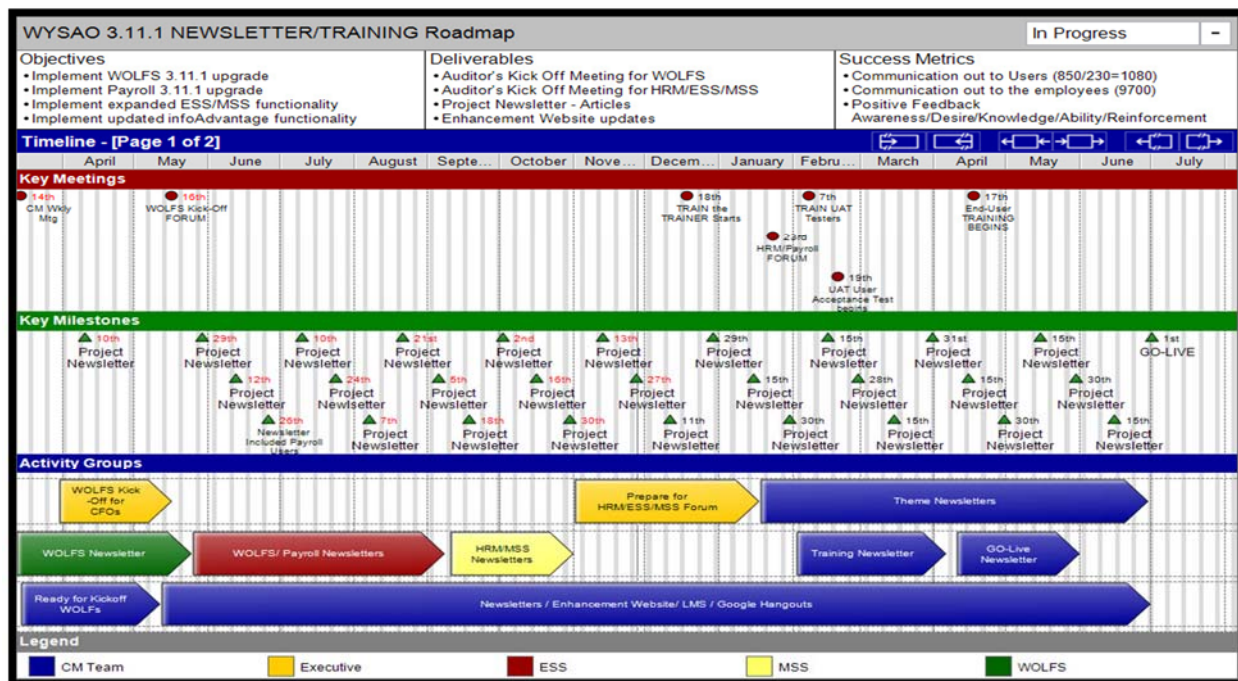 WYSAO 3.11.1 NEWSLETTER/TRAINING Roadmap
In Progress
-
Objectives
• Implement WOLFS 3.11.1 upgrade
• Implement Payroll 3.11.1 upgrade
• Implement expanded ESS/MSS functionality
• Implement updated infoAdvantage functionality
Deliverables
• Auditor's Kick Off Meeting for WOLFS
• Auditor's Kick Off Meeting for HRM/ESS/MSS
• Project Newsletter - Articles
• Enhancement Website updates
Success Metrics
• Communication out to Users (850/230=1080)
• Communication out to the employees (9700)
• Positive Feedback
Awareness/Desire/Knowledge/Ability/Reinforcement
Timeline - [Page 1 of 2]
April May June July August Septe... October Nove... Decem... January Febru... March April May June July
Key Meetings
14th
CM Wkly
Mtg
16th
WOLFS Kick-Off
FORUM
18th
TRAIN the
TRAINER Starts
7th
TRAIN UAT
Testers
17th
End-User
TRAINING
BEGINS
23rd
HRM/Payroll
FORUM
19th
UAT User
Acceptance Test
begins
Key Milestones
10th
Project
Newsletter
29th
Project
Newsletter
10th
Project
Newsletter
21st
Project
Newsletter
2nd
Project
Newsletter
13th
Project
Newsletter
29th
Project
Newsletter
15th
Project
Newsletter
31st
Project
Newsletter
15th
Project
Newsletter
1st
GO-LIVE
12th
Project
Newsletter
24th
Project
Newlsetter
5th
Project
Newsletter
16th
Project
Newsletter
27th
Project
Newsletter
15th
Project
Newsletter
28th
Project
Newsletter
15th
Project
Newsletter
30th
Project
Newsletter
26th
Newsletter
Included Payroll
Users
7th
Project
Newsletter
18th
Project
Newsletter
30th
Project
Newsletter
11th
Project
Newsletter
30th
Project
Newsletter
15th
Project
Newsletter
30th
Project
Newsletter
15th
Project
Newsletter
Activity Groups
WOLFS Kick
-Off for
CFOs
Prepare for
HRM/ESS/MSS Forum
Theme Newsletters
WOLFS Newsletter
WOLFS/ Payroll Newsletters
HRM/MSS
Newsletters
Training Newsletter
GO-Live
Newsletter
Ready for Kickoff
WOLFs
Newsletters / Enhancement Website/ LMS / Google Hangouts
Legend
CM Team
Executive
ESS
MSS
WOLFS